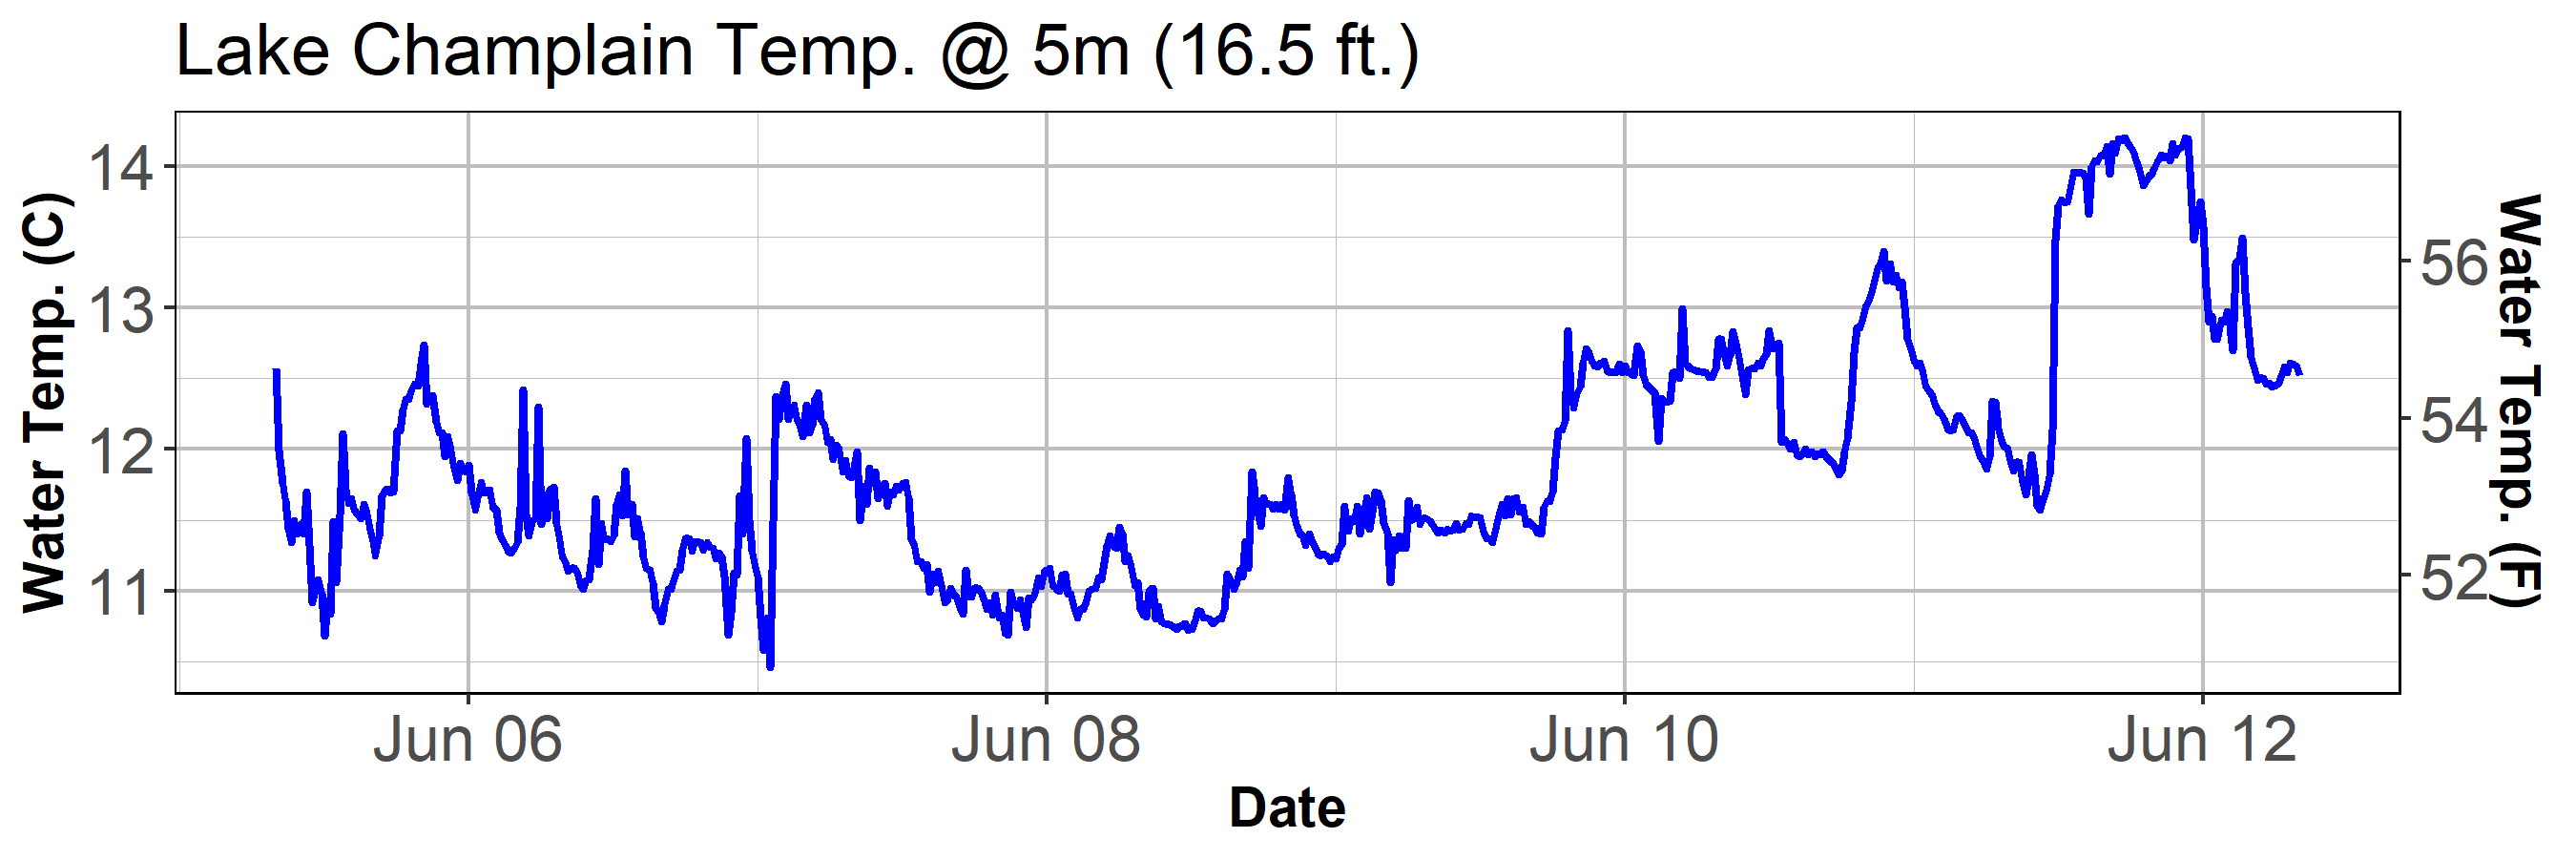 Lake Champlain Temp. @ 5m (16.5 ft.)
Water Temp. (C)
14
13
12
11
56
54
52
Water Temp. (F)
Jun 06
Jun 08
Jun 10
Jun 12
Date